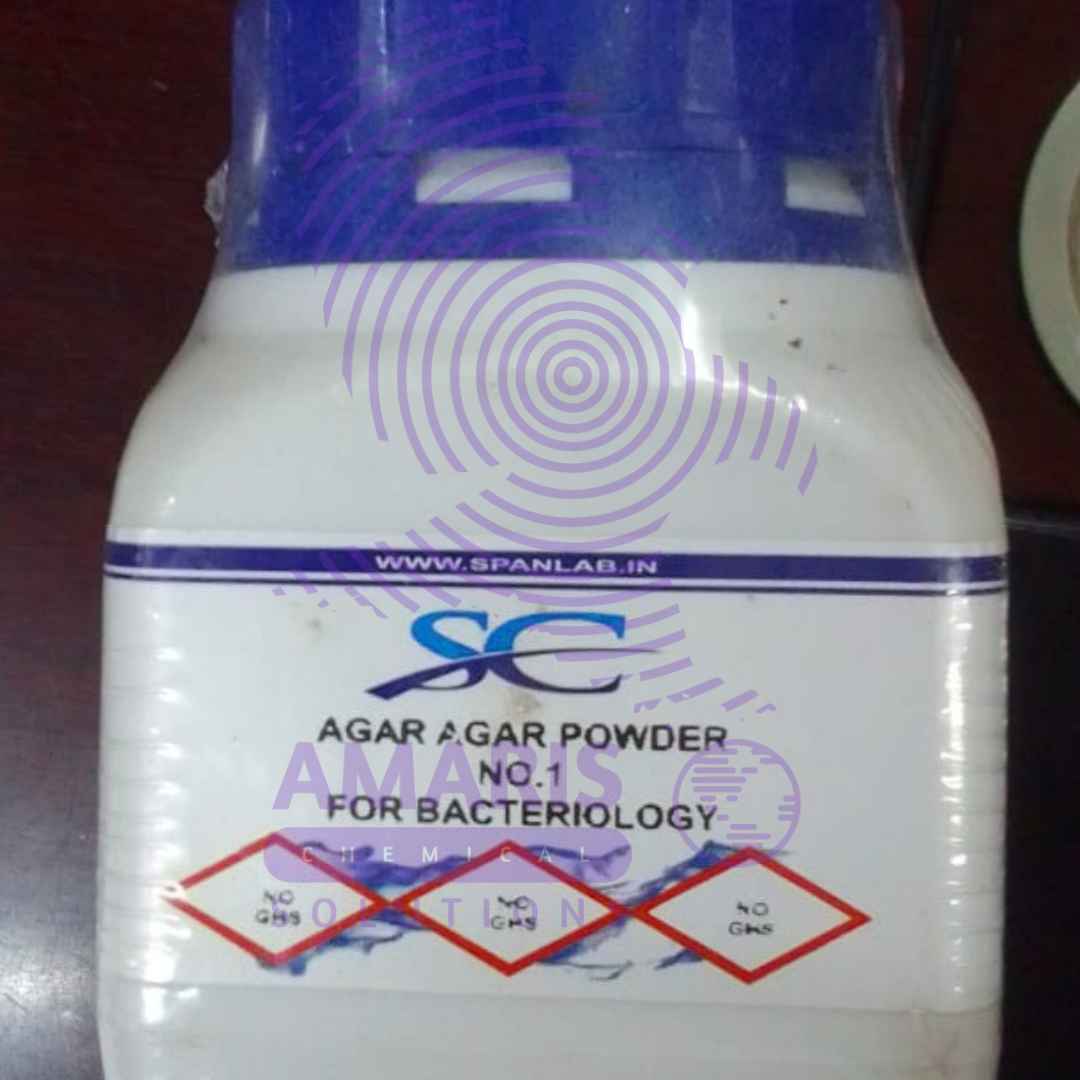 WWW.SPANLAB.IN
SC
AGAR AGAR POWDER
NO.1
FOR BACTERIOLOGY
AMARIS
CHEMICAL
SOLUTION
NO
GHS
NO
GHS
NO
GHS